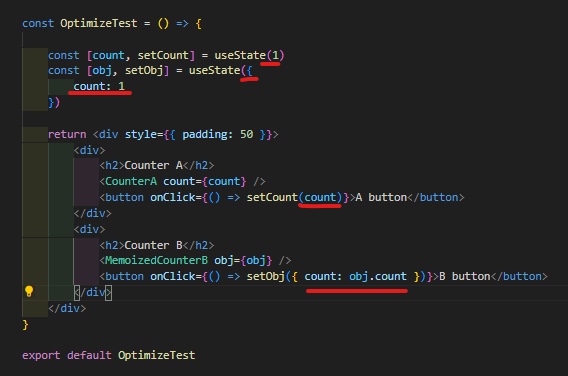 const OptimizeTest = () => {
const [count, setCount] = useState(1)
const [obj, setObj] = useState({
count: 1
})
return <div style={{ padding: 50 }}>
<div>
<h2>Counter A</h2>
<CounterA count={count} />
<button onClick={() => setCount(count)}>A button</button>
</div>
<div>
<h2>Counter B</h2>
<MemoizedCounterB obj={obj} />
<button onClick={() => setObj({ count: obj.count })}>B button</button>
</div>
</div>
}
export default OptimizeTest